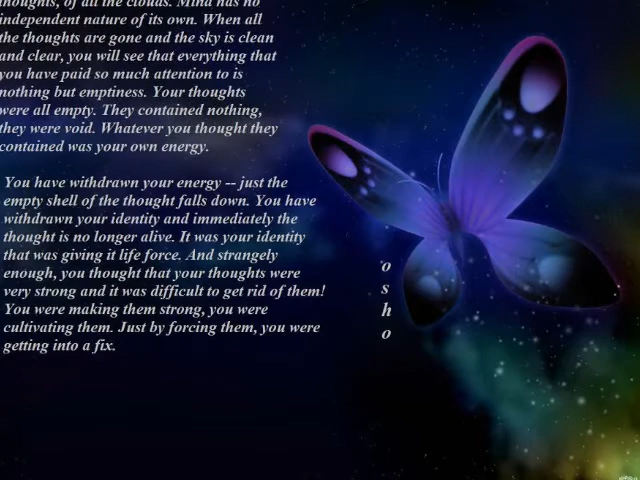 thoughts, of all the clouds. Mind has no
independent nature of its own. When all
the thoughts are gone and the sky is clean
and clear, you will see that everything that
you have paid so much attention to is
nothing but emptiness. Your thoughts
were all empty. They contained nothing,
they were void. Whatever you thought they
contained was your own energy.
You have withdrawn your energy -- just the
empty shell of the thought falls down. You have
withdrawn your identity and immediately the
thought is no longer alive. It was your identity
that was giving it life force. And strangely
enough, you thought that your thoughts were
very strong and it was difficult to get rid of them!
You were making them strong, you were
cultivating them. Just by forcing them, you were
getting into a fix.
o
s
h
o